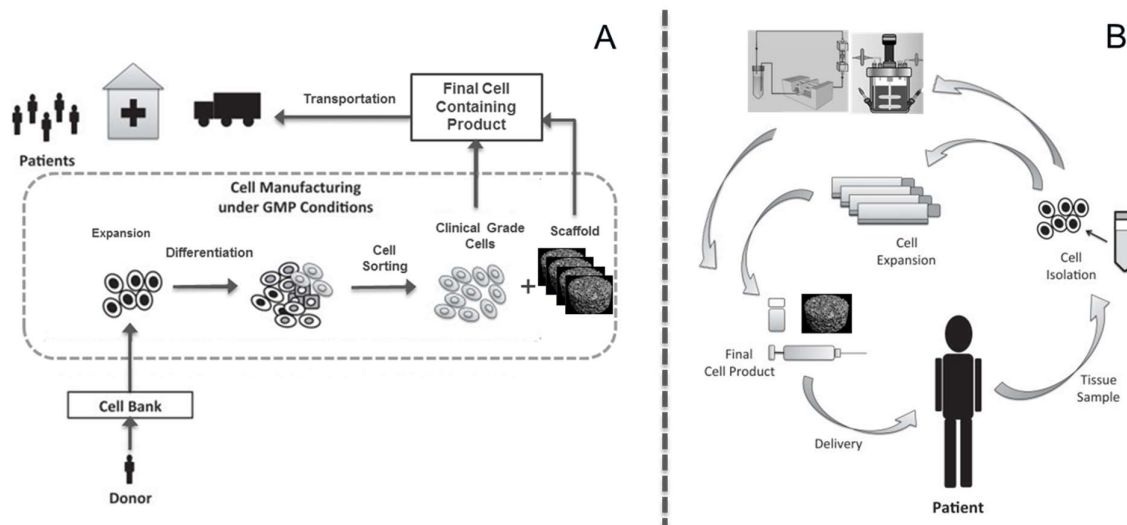 A
Final Cell
Containing
Product
Transportation
Patients
Cell Manufacturing
under GMP Conditions
Expansion
Differentiation
Cell
Sorting
Clinical Grade
Cells
Scaffold
+
Cell Bank
Donor
B
Cell
Expansion
Cell
Isolation
Final
Cell Product
Tissue
Sample
Delivery
Patient